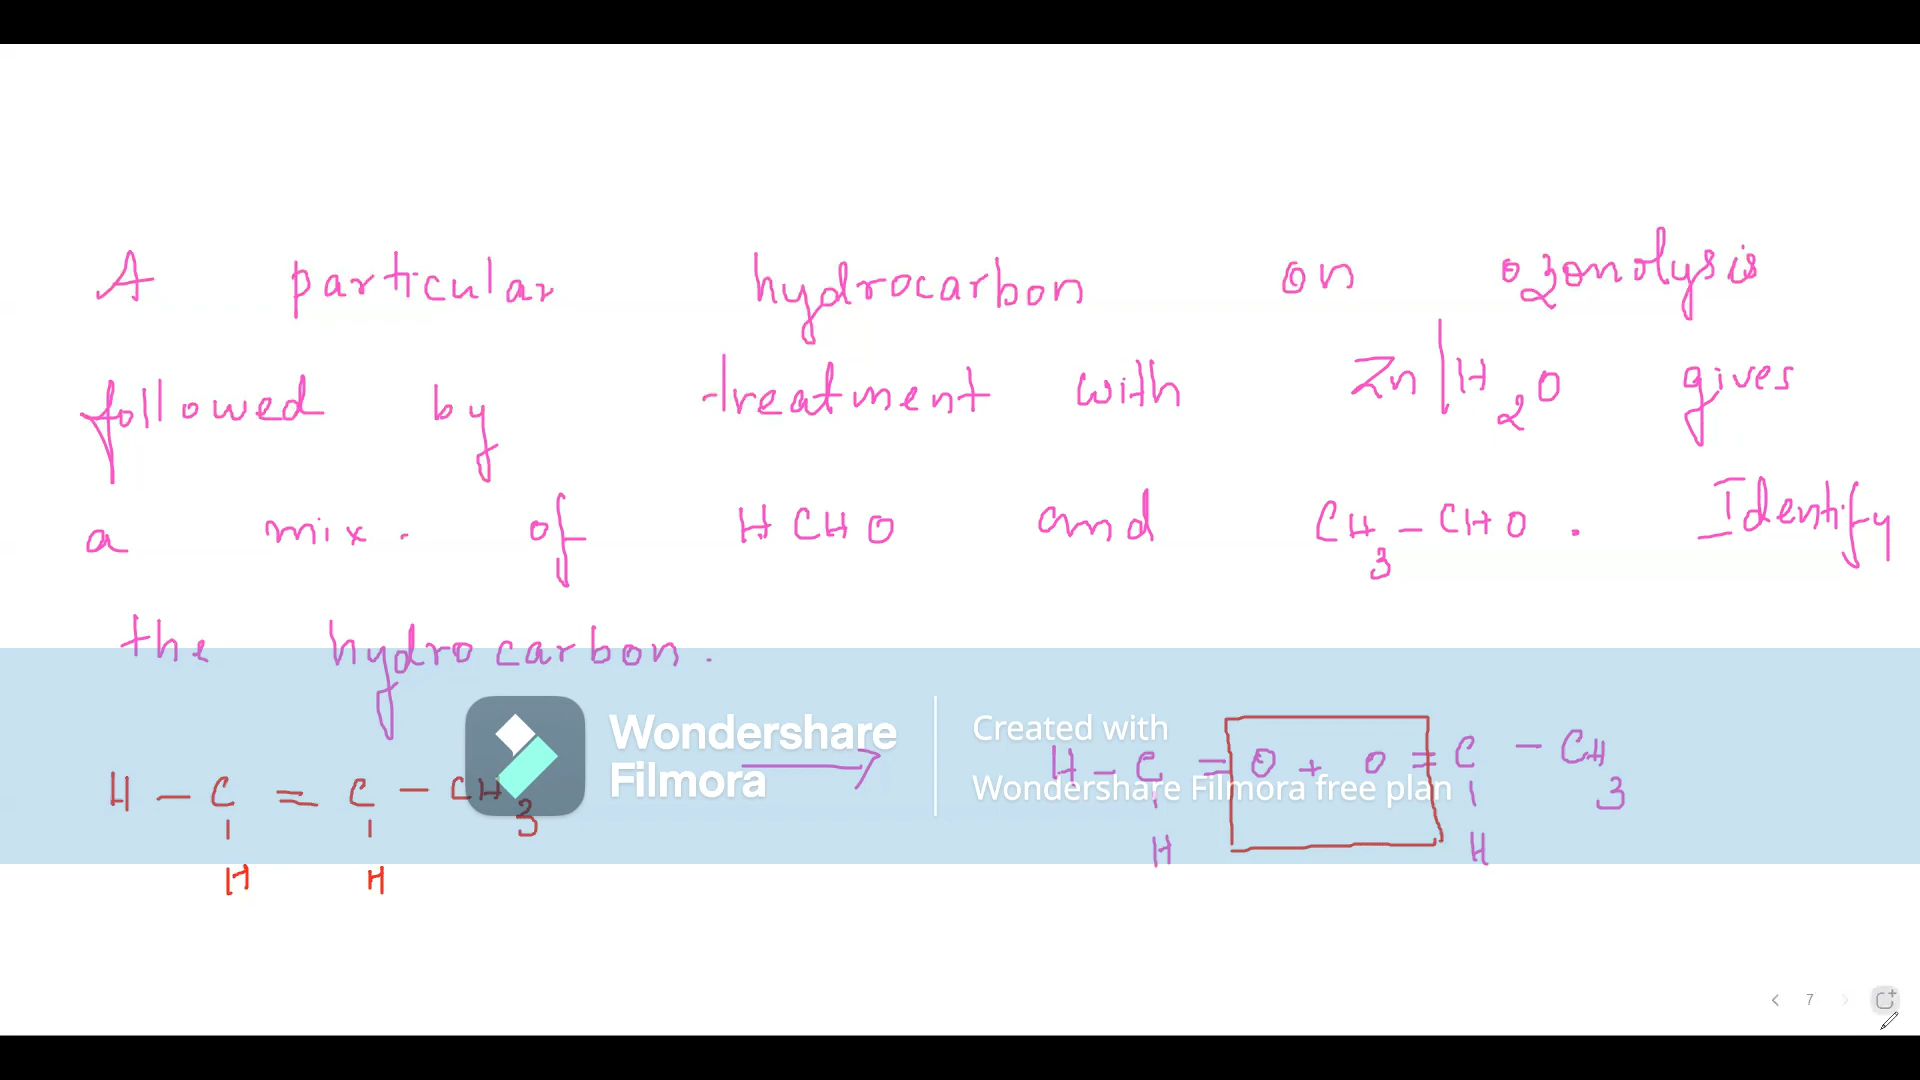 A particular hydrocarbon on ozonolysis
followed by treatment with Zn|H2O gives
a mix. of HCHO and CH3-CHO. Identify
the hydrocarbon.
Wondershare
Filmora
Created with
Wondershare Filmora free plan
H - C = C - CH3
H H
→ H - C = O + O = C - CH3
H H
7